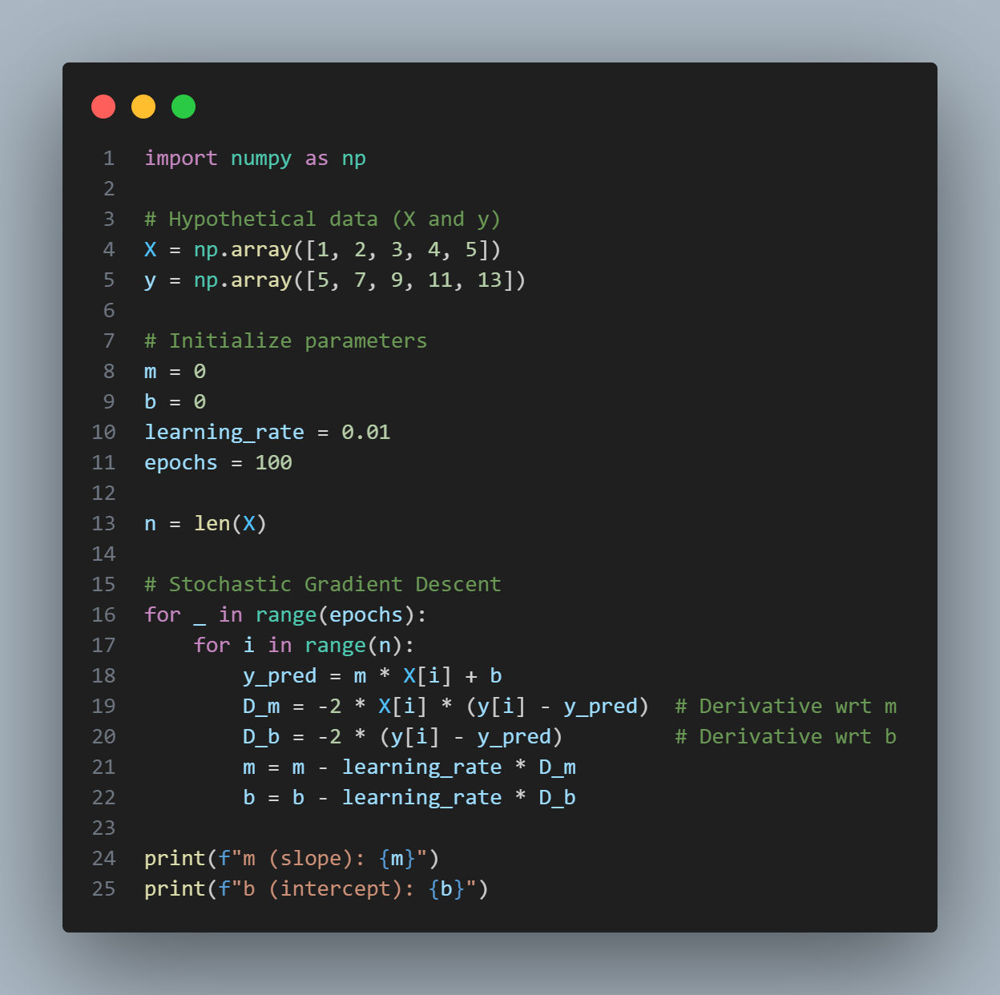 1 import numpy as np
2
3 # Hypothetical data (X and y)
4 X = np.array([1, 2, 3, 4, 5])
5 y = np.array([5, 7, 9, 11, 13])
6
7 # Initialize parameters
8 m = 0
9 b = 0
10 learning_rate = 0.01
11 epochs = 100
12
13 n = len(X)
14
15 # Stochastic Gradient Descent
16 for _ in range(epochs):
17     for i in range(n):
18         y_pred = m * X[i] + b
19         D_m = -2 * X[i] * (y[i] - y_pred)  # Derivative wrt m
20         D_b = -2 * (y[i] - y_pred)         # Derivative wrt b
21         m = m - learning_rate * D_m
22         b = b - learning_rate * D_b
23
24 print(f"m (slope): {m}")
25 print(f"b (intercept): {b}")